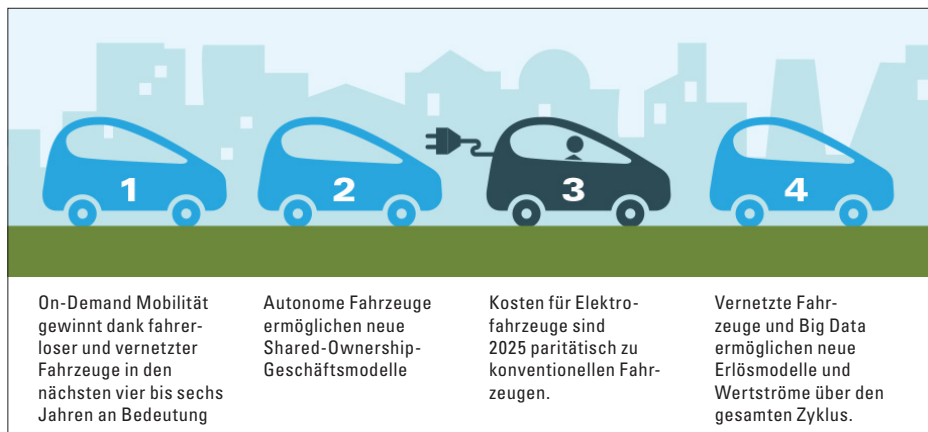 1
2
3
4
On-Demand Mobilität
gewinnt dank fahrer-
loser und vernetzter
Fahrzeuge in den
nächsten vier bis sechs
Jahren an Bedeutung
Autonome Fahrzeuge
ermöglichen neue
Shared-Ownership-
Geschäftsmodelle
Kosten für Elektro-
fahrzeuge sind
2025 paritätisch zu
konventionellen Fahr-
zeugen.
Vernetzte Fahr-
zeuge und Big Data
ermöglichen neue
Erlösmodelle und
Wertströme über den
gesamten Zyklus.